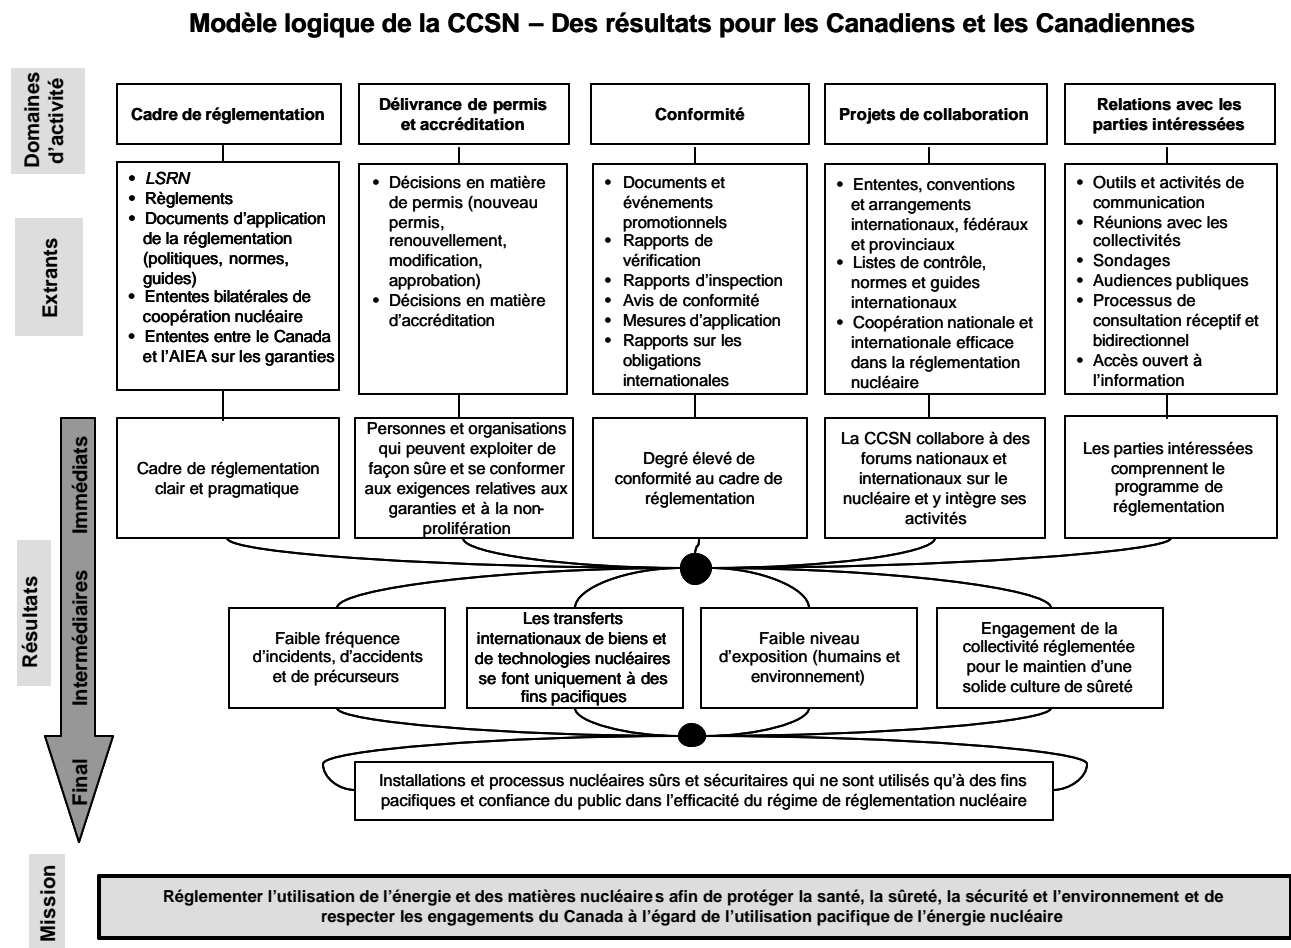 Modèle logique de la CCSN – Des résultats pour les Canadiens et les Canadiennes
Domaines
d'activité
Cadre de réglementation
Délivrance de permis
et accréditation
Conformité
Projets de collaboration
Relations avec les
parties intéressées
Extrants
• LSRN
• Règlements
• Documents d'application
de la réglementation
(politiques, normes,
guides)
• Ententes bilatérales de
coopération nucléaire
• Ententes entre le Canada
et l'AIEA sur les garanties
• Décisions en matière
de permis (nouveau
permis,
renouvellement,
modification,
approbation)
• Décisions en matière
d'accréditation
• Documents et
événements
promotionnels
• Rapports de
vérification
• Rapports d'inspection
• Avis de conformité
• Mesures d'application
• Rapports sur les
obligations
internationales
• Ententes, conventions
et arrangements
internationaux, fédéraux
et provinciaux
• Listes de contrôle,
normes et guides
internationaux
• Coopération nationale et
internationale efficace
dans la réglementation
nucléaire
• Outils et activités de
communication
• Réunions avec les
collectivités
• Sondages
• Audiences publiques
• Processus de
consultation réceptif et
bidirectionnel
• Accès ouvert à
l'information
Résultats
Immédiats
Cadre de réglementation
clair et pragmatique
Personnes et organisations
qui peuvent exploiter de
façon sûre et se conformer
aux exigences relatives aux
garanties et à la non-
prolifération
Degré élevé de
conformité au cadre de
réglementation
La CCSN collabore à des
forums nationaux et
internationaux sur le
nucléaire et y intègre ses
activités
Les parties intéressées
comprennent le
programme de
réglementation
Intermédiaires
Faible fréquence
d'incidents, d'accidents
et de précurseurs
Les transferts
internationaux de biens et
de technologies nucléaires
se font uniquement à des
fins pacifiques
Faible niveau
d'exposition (humains et
environnement)
Engagement de la
collectivité réglementée
pour le maintien d'une
solide culture de sûreté
Final
Installations et processus nucléaires sûrs et sécuritaires qui ne sont utilisés qu'à des fins
pacifiques et confiance du public dans l'efficacité du régime de réglementation nucléaire
Mission
Réglementer l'utilisation de l'énergie et des matières nucléaires afin de protéger la santé, la sûreté, la sécurité et l'environnement et de
respecter les engagements du Canada à l'égard de l'utilisation pacifique de l'énergie nucléaire